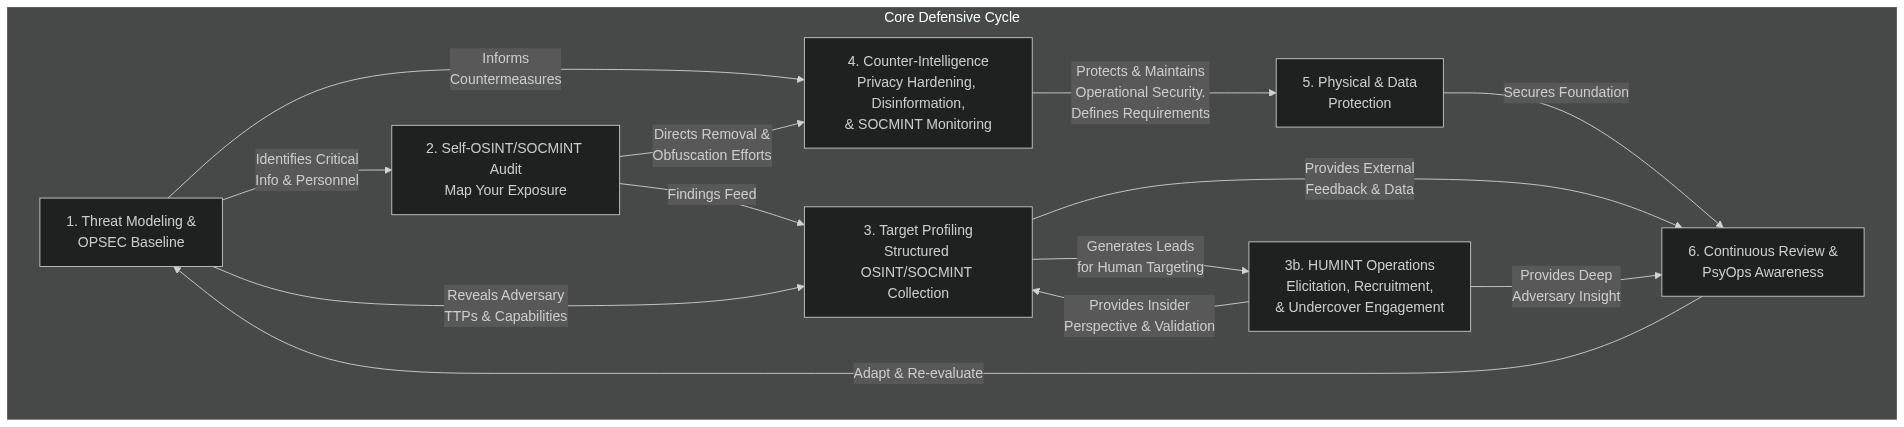 Core Defensive Cycle
Informs
Countermeasures
4. Counter-Intelligence
Privacy Hardening,
Disinformation,
& SOCMINT Monitoring
Protects & Maintains
Operational Security.
Defines Requirements
5. Physical & Data
Protection
Secures Foundation
Identifies Critical
Info & Personnel
2. Self-OSINT/SOCMINT
Audit
Map Your Exposure
Directs Removal &
Obfuscation Efforts
Findings Feed
Provides External
Feedback & Data
1. Threat Modeling &
OPSEC Baseline
3. Target Profiling
Structured
OSINT/SOCMINT
Collection
Generates Leads
for Human Targeting
3b. HUMINT Operations
Elicitation, Recruitment,
& Undercover Engagement
Provides Deep
Adversary Insight
6. Continuous Review &
PsyOps Awareness
Reveals Adversary
TTPs & Capabilities
Provides Insider
Perspective & Validation
Adapt & Re-evaluate